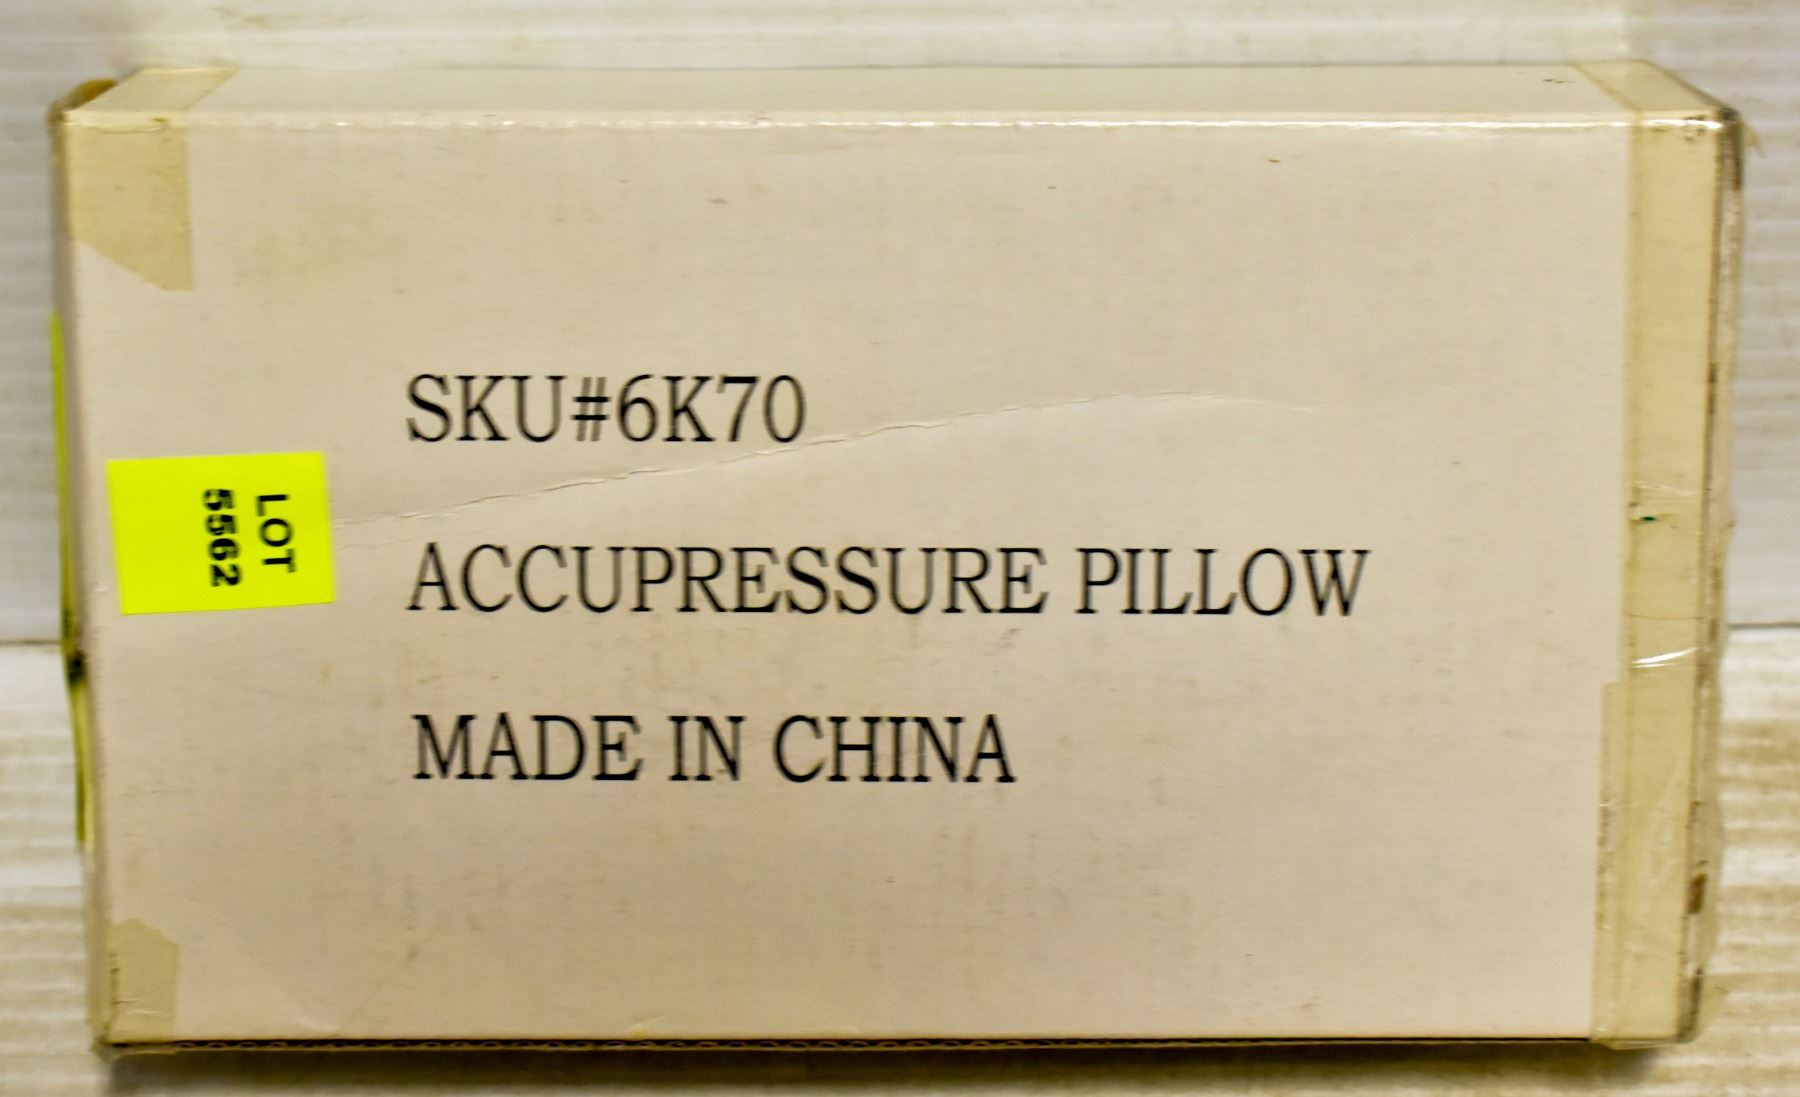 SKU#6K70
LOT
5562
ACCUPRESSURE PILLOW
MADE IN CHINA